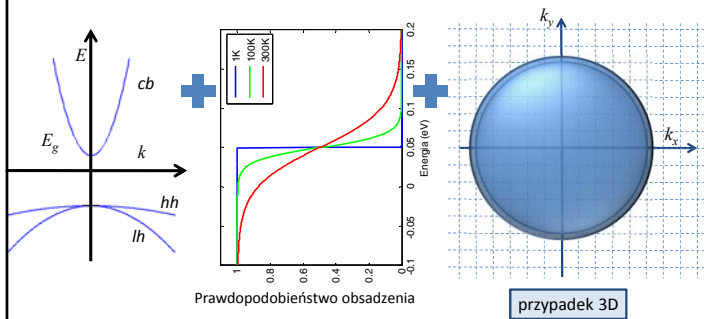 E
cb
E_g
k
hh
lh
1K
100K
300K
Energia (eV)
0.2
0.15
0.1
0.05
0
-0.05
-0.1
1
0.8
0.6
0.4
0.2
0
Prawdopodobieństwo obsadzenia
k_y
k_x
przypadek 3D